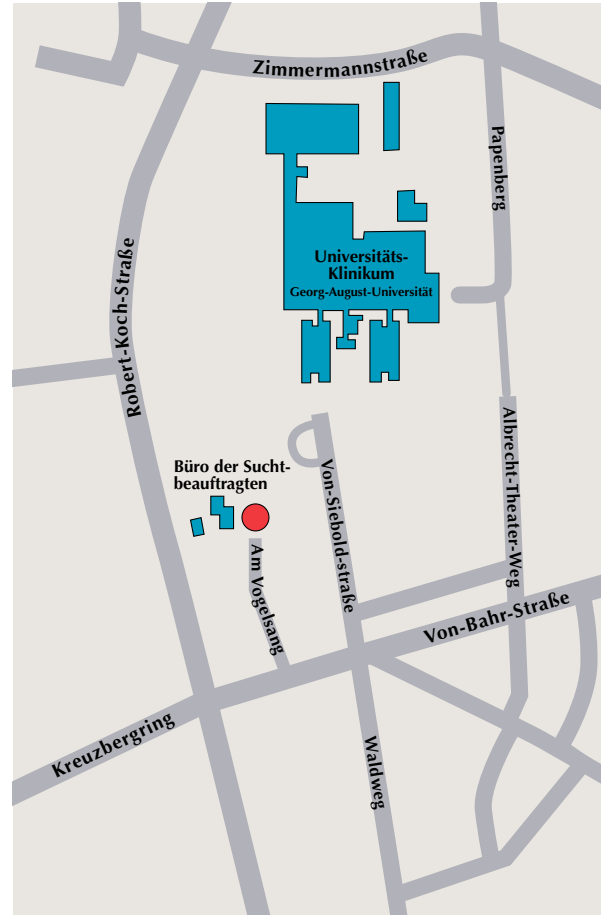 Zimmermannstraße
Papenberg
Universitäts-
Klinikum
Georg-August-Universität
Robert-Koch-Straße
Albrecht-Theater-Weg
Büro der Sucht-
beauftragten
Von-Siebold-straße
Am Vogelsang
Von-Bahr-Straße
Kreuzbergring
Waldweg